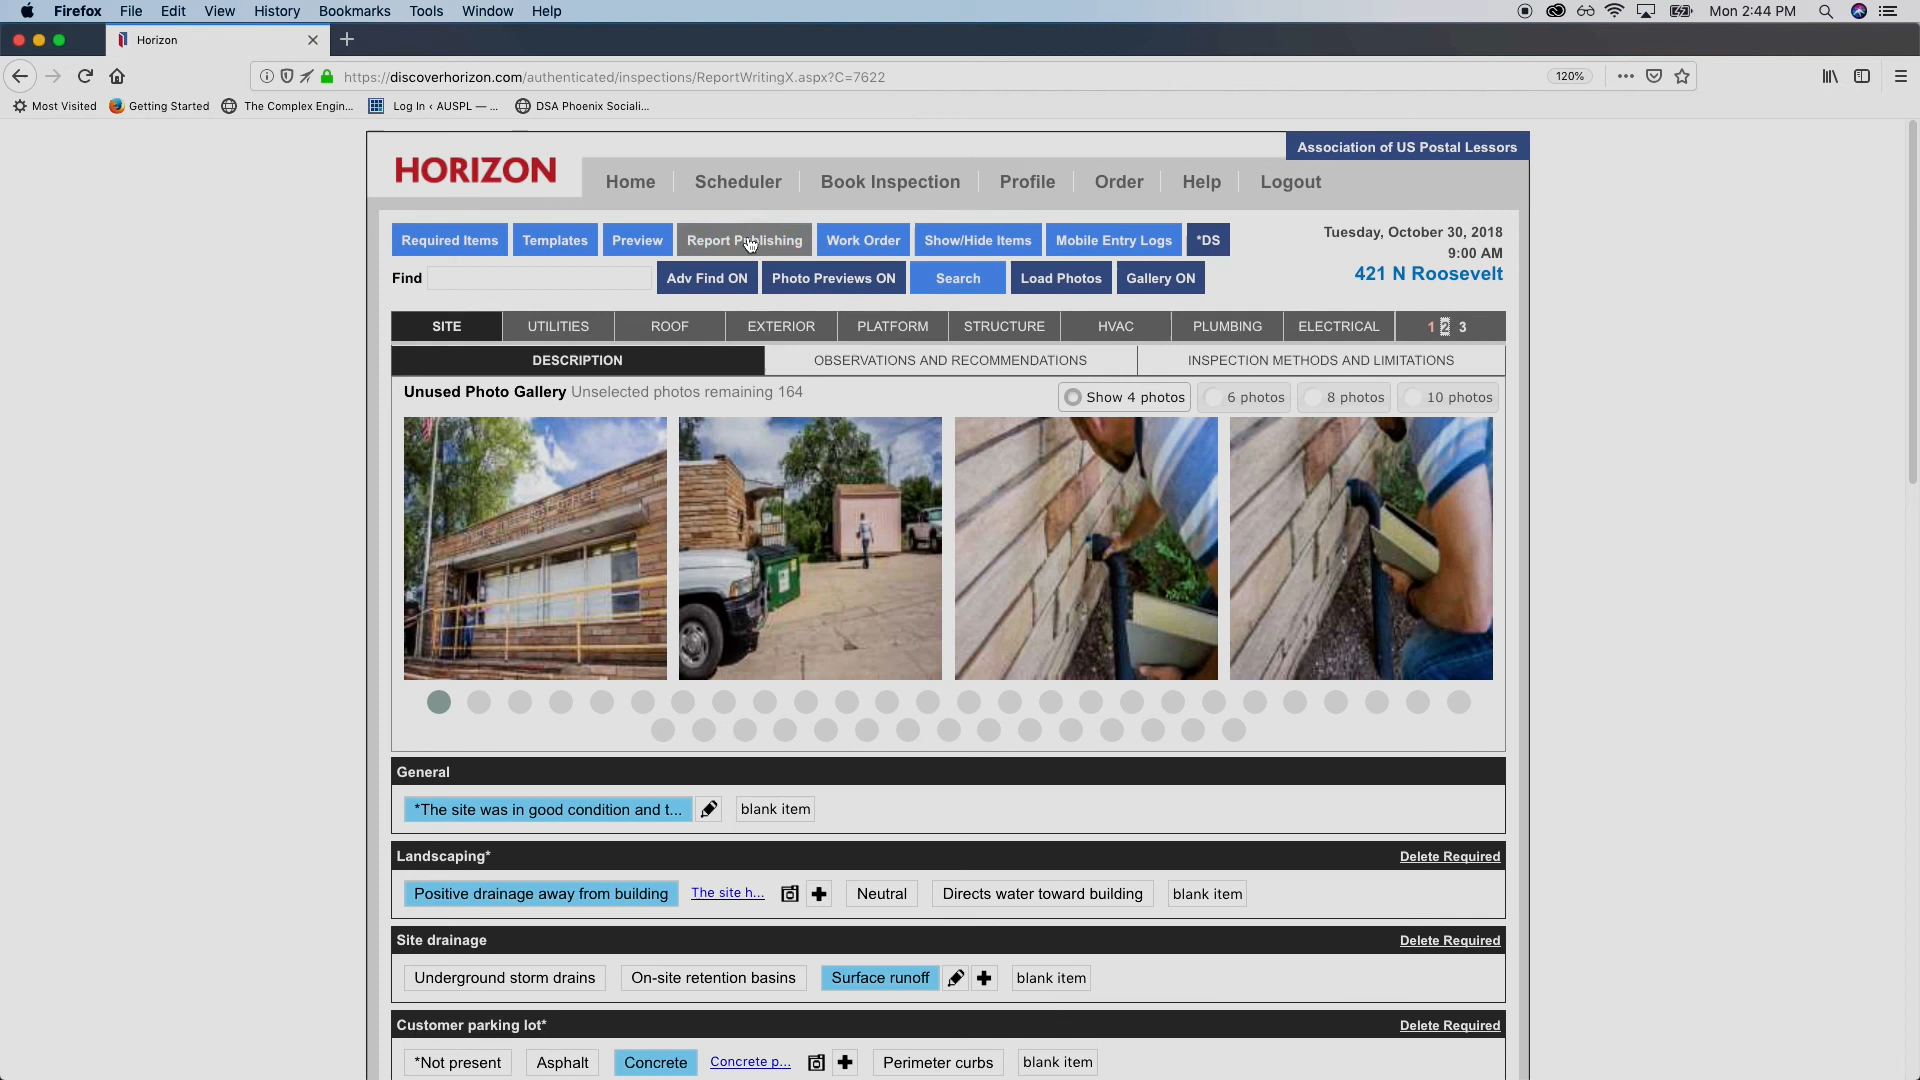 Firefox File Edit View History Bookmarks Tools Window Help Mon 2:44 PM
Horizon
https://discoverhorizon.com/authenticated/inspections/ReportWritingX.aspx?C=7622 120%
Most Visited Getting Started The Complex Engin... Log In ‹ AUSPL — ... DSA Phoenix Sociali...
Association of US Postal Lessors
HORIZON
Home Scheduler Book Inspection Profile Order Help Logout
Required Items Templates Preview Report Publishing Work Order Show/Hide Items Mobile Entry Logs *DS
Tuesday, October 30, 2018
9:00 AM
421 N Roosevelt
Find Adv Find ON Photo Previews ON Search Load Photos Gallery ON
SITE UTILITIES ROOF EXTERIOR PLATFORM STRUCTURE HVAC PLUMBING ELECTRICAL 1 2 3
DESCRIPTION OBSERVATIONS AND RECOMMENDATIONS INSPECTION METHODS AND LIMITATIONS
Unused Photo Gallery Unselected photos remaining 164 Show 4 photos 6 photos 8 photos 10 photos
General
*The site was in good condition and t... blank item
Landscaping* Delete Required
Positive drainage away from building The site h... Neutral Directs water toward building blank item
Site drainage Delete Required
Underground storm drains On-site retention basins Surface runoff blank item
Customer parking lot* Delete Required
*Not present Asphalt Concrete Concrete p... Perimeter curbs blank item